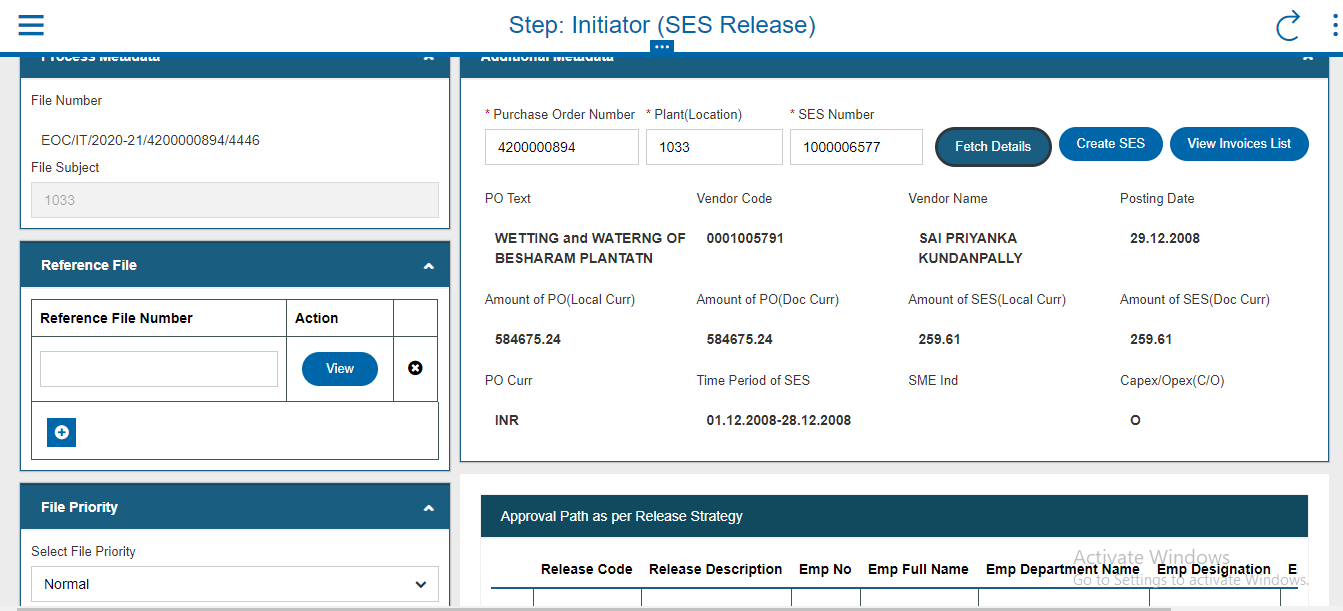 Step: Initiator (SES Release)
Process Metadata
File Number
EOC/IT/2020-21/4200000894/4446
File Subject
1033
Reference File
Reference File Number Action
View
File Priority
Select File Priority
Normal
Additional Metadata
* Purchase Order Number * Plant(Location) * SES Number
4200000894 1033 1000006577 Fetch Details Create SES View Invoices List
PO Text Vendor Code Vendor Name Posting Date
WETTING and WATERNG OF 0001005791 SAI PRIYANKA 29.12.2008
BESHARAM PLANTATN KUNDANPALLY
Amount of PO(Local Curr) Amount of PO(Doc Curr) Amount of SES(Local Curr) Amount of SES(Doc Curr)
584675.24 584675.24 259.61 259.61
PO Curr Time Period of SES SME Ind Capex/Opex(C/O)
INR 01.12.2008-28.12.2008 O
Approval Path as per Release Strategy
Release Code Release Description Emp No Emp Full Name Emp Department Name Emp Designation E
Activate Windows
Go to Settings to activate Windows.